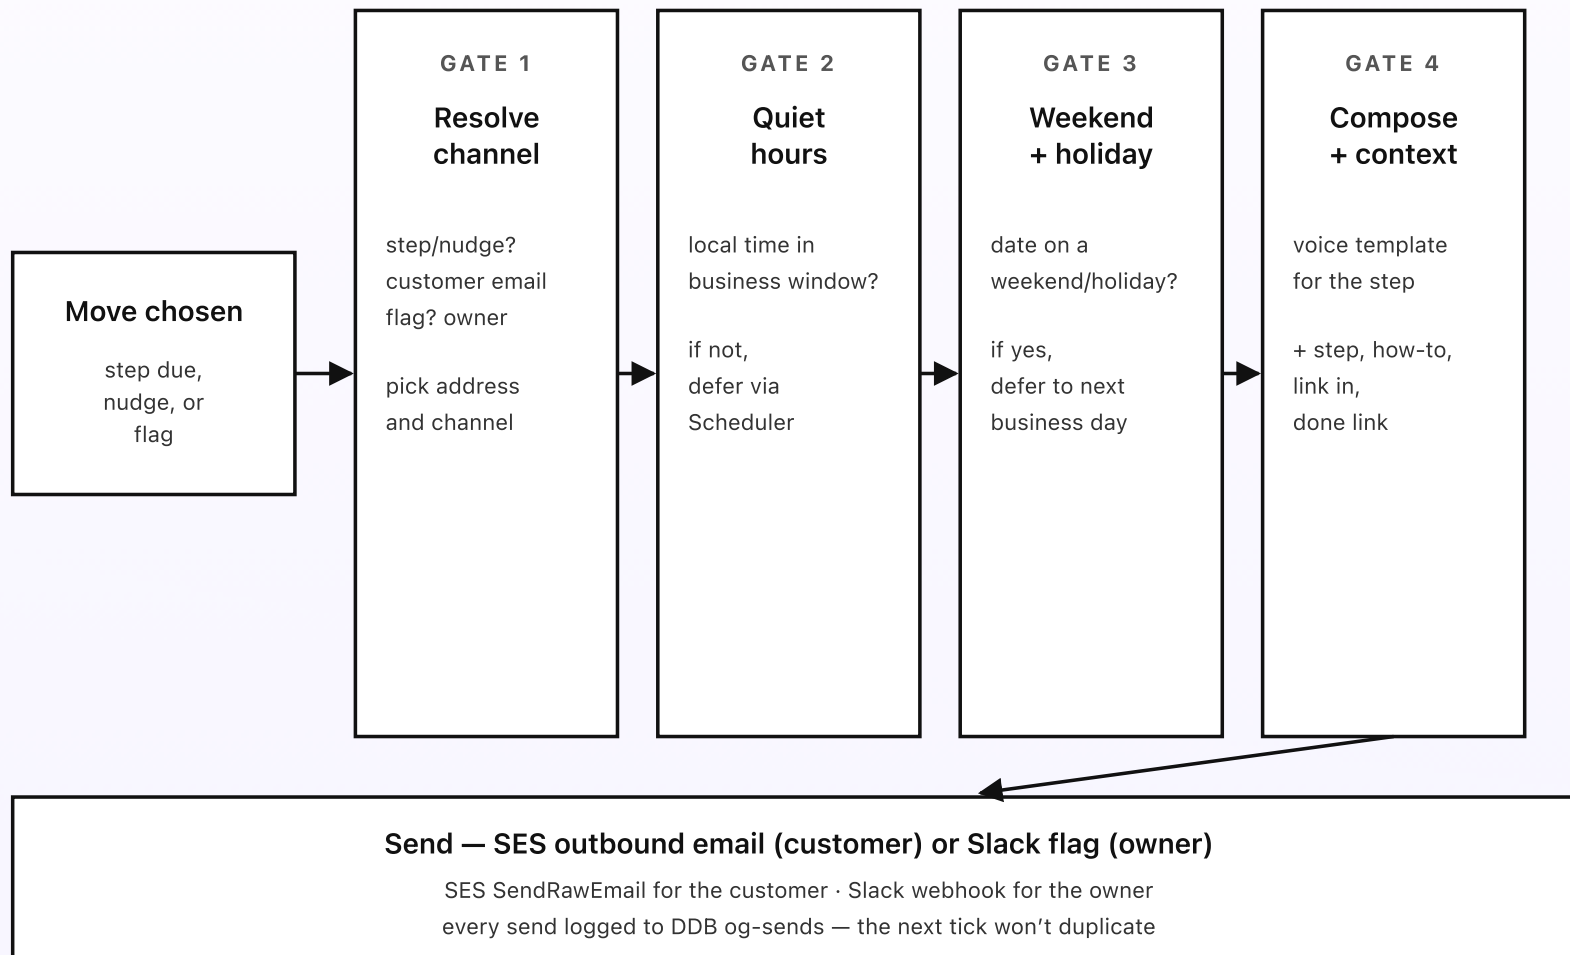 Move chosen
step due,
nudge, or
flag
GATE 1
Resolve
channel
step/nudge?
customer email
flag? owner
pick address
and channel
GATE 2
Quiet
hours
local time in
business window?
if not,
defer via
Scheduler
GATE 3
Weekend
+ holiday
date on a
weekend/holiday?
if yes,
defer to next
business day
GATE 4
Compose
+ context
voice template
for the step
+ step, how-to,
link in,
done link
Send — SES outbound email (customer) or Slack flag (owner)
SES SendRawEmail for the customer · Slack webhook for the owner
every send logged to DDB og-sends — the next tick won’t duplicate